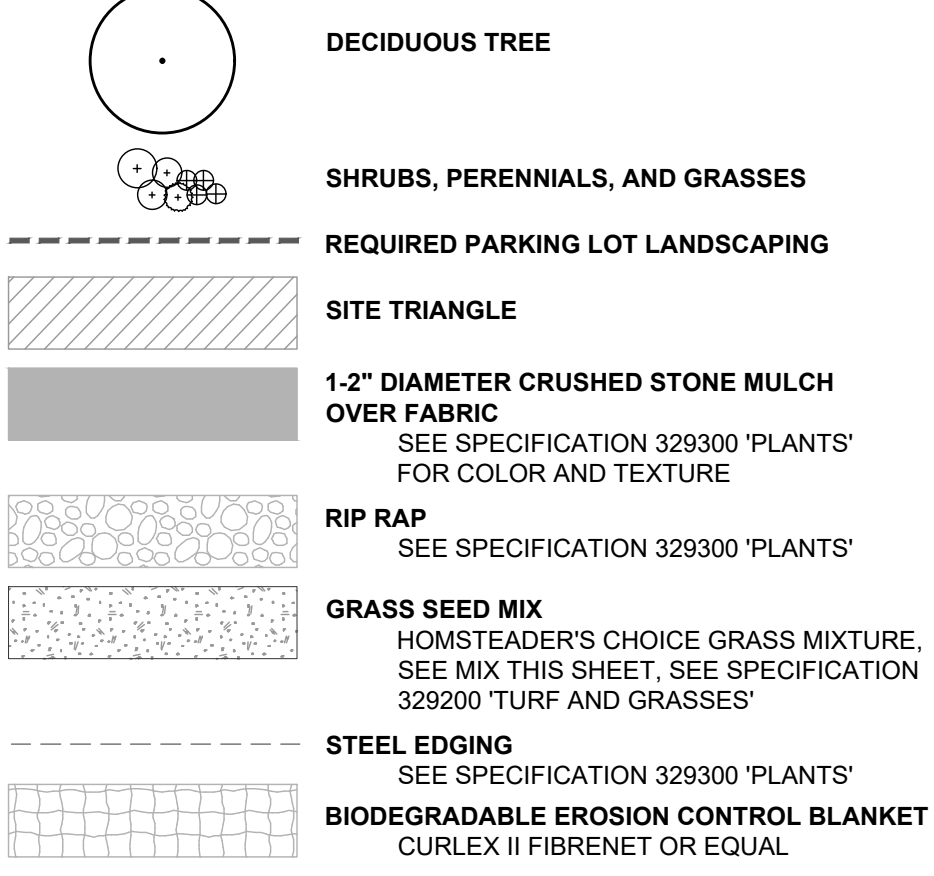 DECIDUOUS TREE
SHRUBS, PERENNIALS, AND GRASSES
REQUIRED PARKING LOT LANDSCAPING
SITE TRIANGLE
1-2" DIAMETER CRUSHED STONE MULCH
OVER FABRIC
SEE SPECIFICATION 329300 'PLANTS'
FOR COLOR AND TEXTURE
RIP RAP
SEE SPECIFICATION 329300 'PLANTS'
GRASS SEED MIX
HOMSTEADER'S CHOICE GRASS MIXTURE,
SEE MIX THIS SHEET, SEE SPECIFICATION
329200 'TURF AND GRASSES'
STEEL EDGING
SEE SPECIFICATION 329300 'PLANTS'
BIODEGRADABLE EROSION CONTROL BLANKET
CURLEX II FIBRENET OR EQUAL